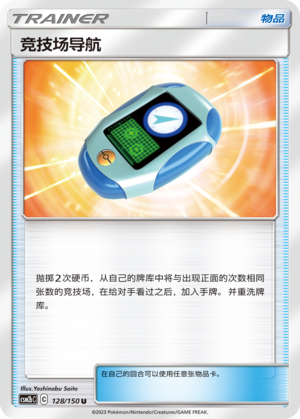 TRAINER
物品
竞技场导航
抛掷2次硬币，从自己的牌库中将与出现正面的次数相同
张数的竞技场，在给对手看过之后，加入手牌。并重洗牌
库。
在自己的回合可以使用任意张物品卡。
Illus.Yoshinobu Saito
CSM2b C C 128/150 U
©2023 Pokémon/Nintendo/Creatures/GAME FREAK.